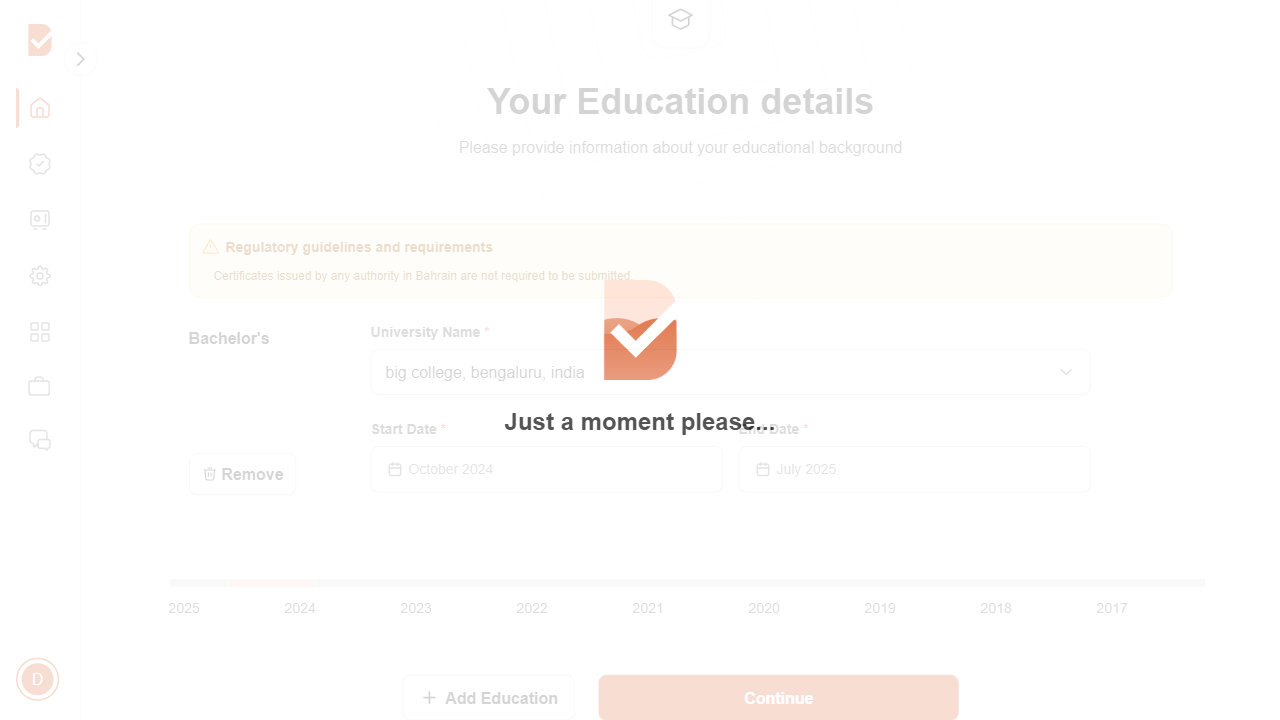 Your Education details
Please provide information about your educational background
Regulatory guidelines and requirements
Certificates issued by any authority in Bahrain are not required to be submitted.
Bachelor's
University Name *
big college, bengaluru, india
Just a moment please...
Start Date *
End Date *
October 2024
July 2025
Remove
2025 2024 2023 2022 2021 2020 2019 2018 2017
D
Add Education
Continue